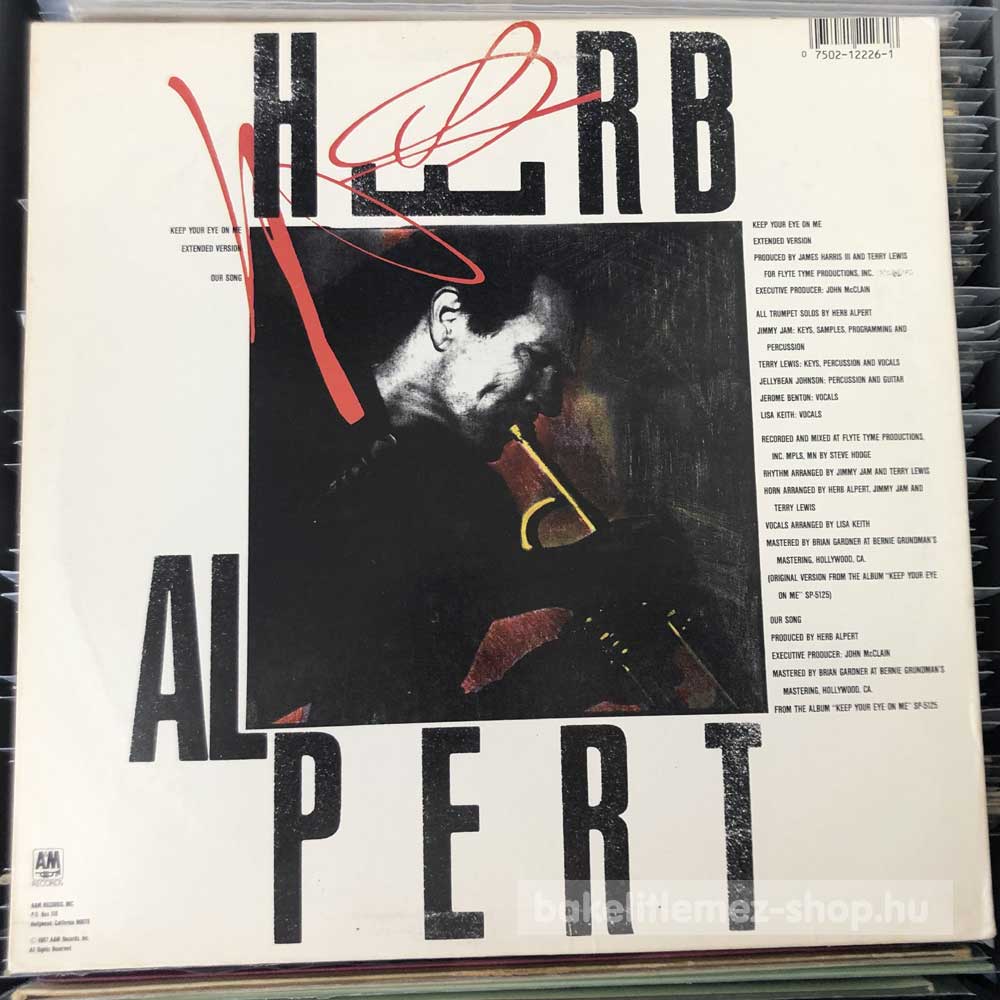 HERB
0 7502-12226-1
KEEP YOUR EYE ON ME
EXTENDED VERSION
OUR SONG
KEEP YOUR EYE ON ME
EXTENDED VERSION
PRODUCED BY JAMES HARRIS III AND TERRY LEWIS
FOR FLYTE TYME PRODUCTIONS, INC.
EXECUTIVE PRODUCER: JOHN McCLAIN
ALL TRUMPET SOLOS BY HERB ALPERT
JIMMY JAM: KEYS, SAMPLES, PROGRAMMING AND
PERCUSSION
TERRY LEWIS: KEYS, PERCUSSION AND VOCALS
JELLYBEAN JOHNSON: PERCUSSION AND GUITAR
JEROME BENTON: VOCALS
LISA KEITH: VOCALS
RECORDED AND MIXED AT FLYTE TYME PRODUCTIONS,
INC. MPLS, MN BY STEVE HODGE
RHYTHM ARRANGED BY JIMMY JAM AND TERRY LEWIS
HORN ARRANGED BY HERB ALPERT, JIMMY JAM AND
TERRY LEWIS
VOCALS ARRANGED BY LISA KEITH
MASTERED BY BRIAN GARDNER AT BERNIE GRUNDMAN'S
MASTERING, HOLLYWOOD, CA.
(ORIGINAL VERSION FROM THE ALBUM "KEEP YOUR EYE
ON ME" SP-5125)
OUR SONG
PRODUCED BY HERB ALPERT
EXECUTIVE PRODUCER: JOHN McCLAIN
MASTERED BY BRIAN GARDNER AT BERNIE GRUNDMAN'S
MASTERING, HOLLYWOOD, CA.
FROM THE ALBUM "KEEP YOUR EYE ON ME" SP-5125
AL
PERT
A&M
RECORDS
A&M RECORDS, INC.
P.O. Box 118
Hollywood, California 90078
© 1987 A&M Records, Inc.
All Rights Reserved
bakelitlemez-shop.hu